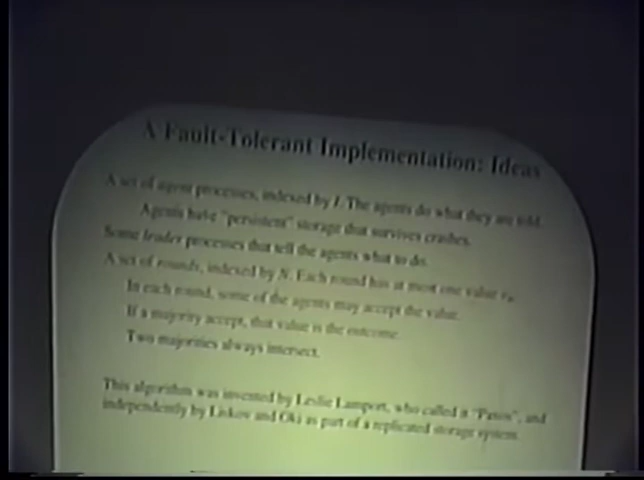 A Fault-Tolerant Implementation: Ideas
A set of agent processes, indexed by I. The agents do what they are told.
Agents have "persistent" storage that survives crashes.
Some leader processes that tell the agents what to do.
A set of rounds, indexed by N. Each round has at most one value vₙ.
In each round, some of the agents may accept the value.
If a majority accept, that value is the outcome.
Two majorities always intersect.
This algorithm was invented by Leslie Lamport, who called it "Paxos", and
independently by Liskov and Oki as part of a replicated storage system.